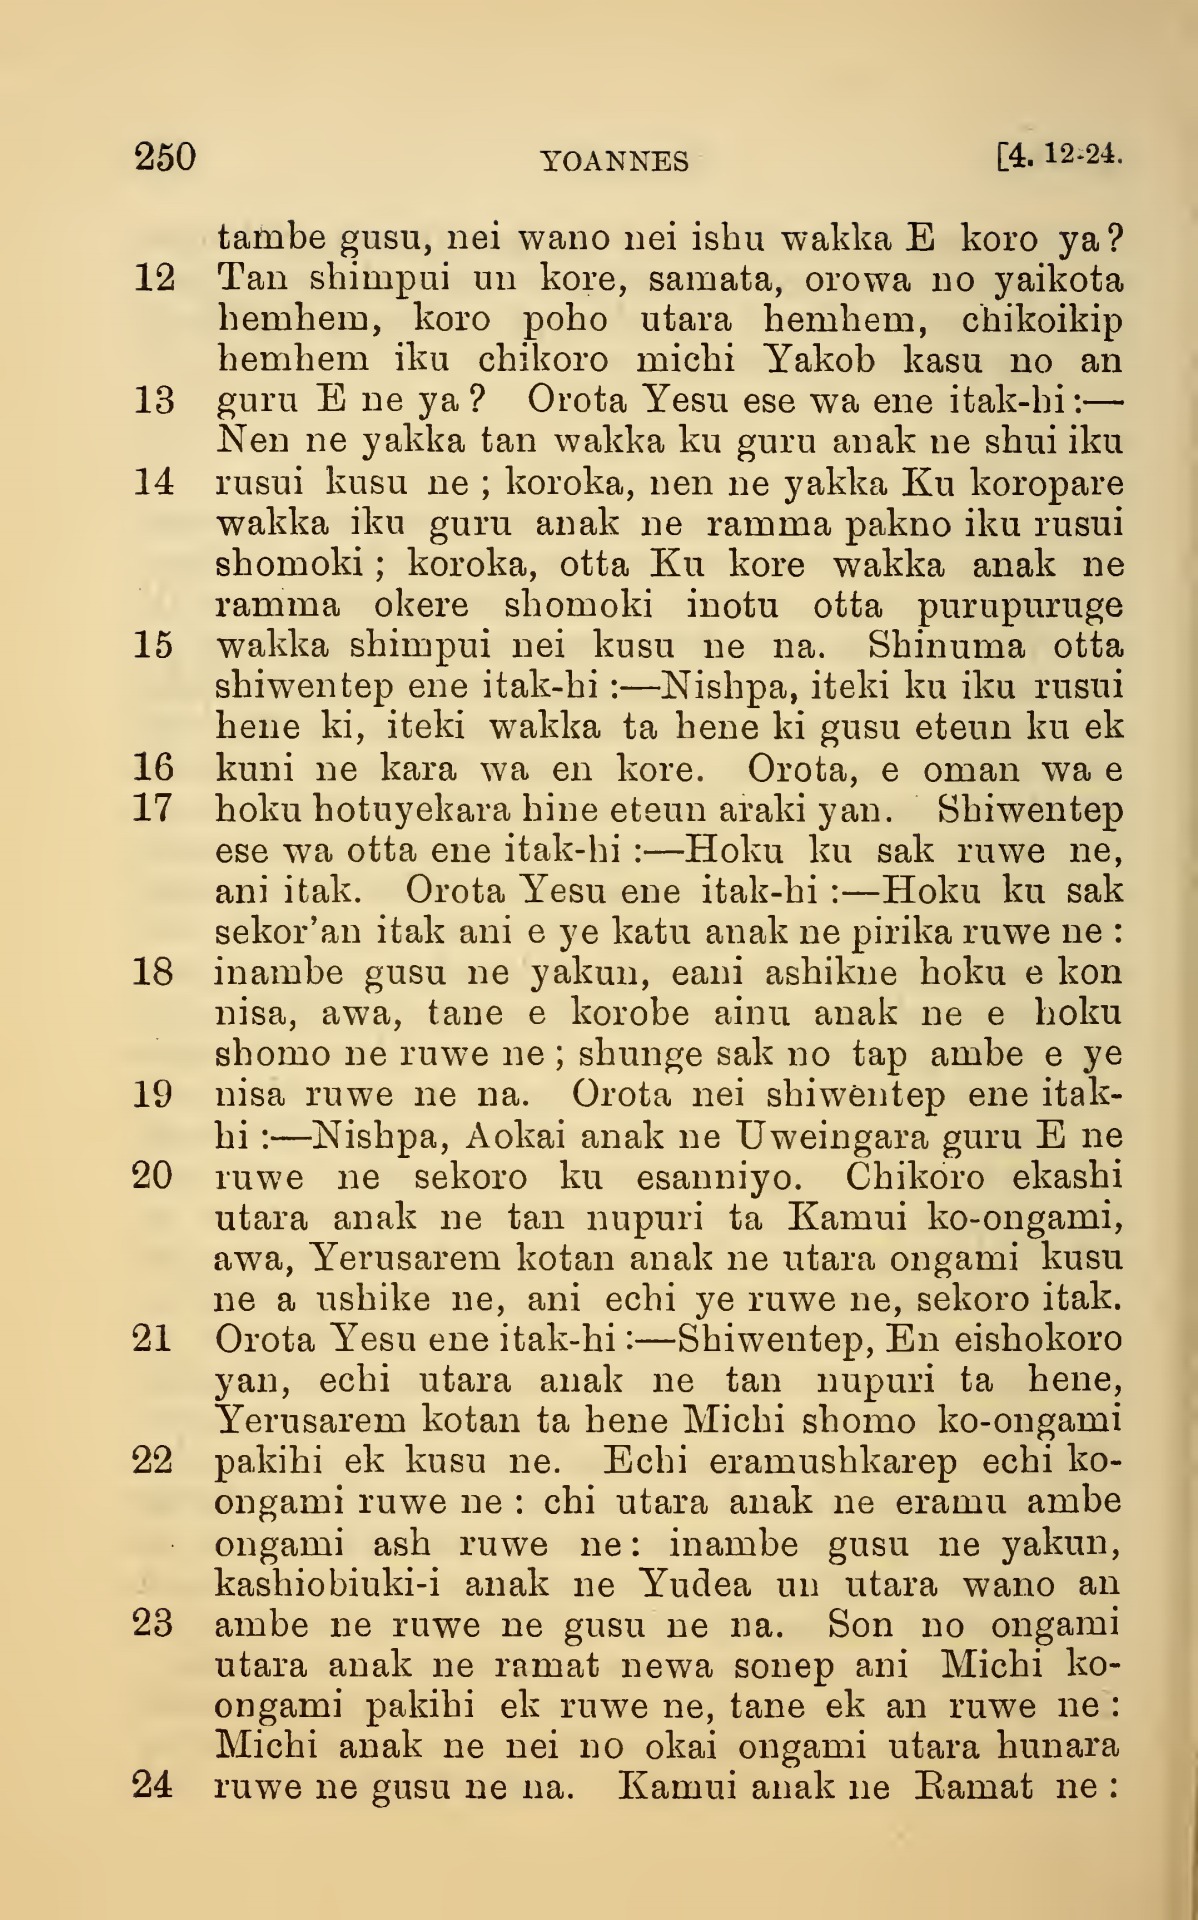 250 YOANNES [4. 12-24.
tambe gusu, nei wano nei ishu wakka E koro ya?
12 Tan shimpui un kore, samata, orowa no yaikota
hemhem, koro poho utara hemhem, chikoikip
hemhem iku chikoro michi Yakob kasu no an
13 guru E ne ya? Orota Yesu ese wa ene itak-hi:—
Nen ne yakka tan wakka ku guru anak ne shui iku
14 rusui kusu ne; koroka, nen ne yakka Ku koropare
wakka iku guru anak ne ramma pakno iku rusui
shomoki; koroka, otta Ku kore wakka anak ne
ramma okere shomoki inotu otta purupuruge
15 wakka shimpui nei kusu ne na. Shinuma otta
shiwentep ene itak-hi:—Nishpa, iteki ku iku rusui
hene ki, iteki wakka ta hene ki gusu eteun ku ek
16 kuni ne kara wa en kore. Orota, e oman wa e
17 hoku hotuyekara hine eteun araki yan. Shiwentep
ese wa otta ene itak-hi:—Hoku ku sak ruwe ne,
ani itak. Orota Yesu ene itak-hi:—Hoku ku sak
sekor'an itak ani e ye katu anak ne pirika ruwe ne:
18 inambe gusu ne yakun, eani ashikne hoku e kon
nisa, awa, tane e korobe ainu anak ne e hoku
shomo ne ruwe ne; shunge sak no tap ambe e ye
19 nisa ruwe ne na. Orota nei shiwentep ene itak-
hi:—Nishpa, Aokai anak ne Uweingara guru E ne
20 ruwe ne sekoro ku esanniyo. Chikoro ekashi
utara anak ne tan nupuri ta Kamui ko-ongami,
awa, Yerusarem kotan anak ne utara ongami kusu
ne a ushike ne, ani echi ye ruwe ne, sekoro itak.
21 Orota Yesu ene itak-hi:—Shiwentep, En eishokoro
yan, echi utara anak ne tan nupuri ta hene,
Yerusarem kotan ta hene Michi shomo ko-ongami
22 pakihi ek kusu ne. Echi eramushkarep echi ko-
ongami ruwe ne: chi utara anak ne eramu ambe
ongami ash ruwe ne: inambe gusu ne yakun,
kashiobiuki-i anak ne Yudea un utara wano an
23 ambe ne ruwe ne gusu ne na. Son no ongami
utara anak ne ramat newa sonep ani Michi ko-
ongami pakihi ek ruwe ne, tane ek an ruwe ne:
Michi anak ne nei no okai ongami utara hunara
24 ruwe ne gusu ne na. Kamui anak ne Ramat ne: